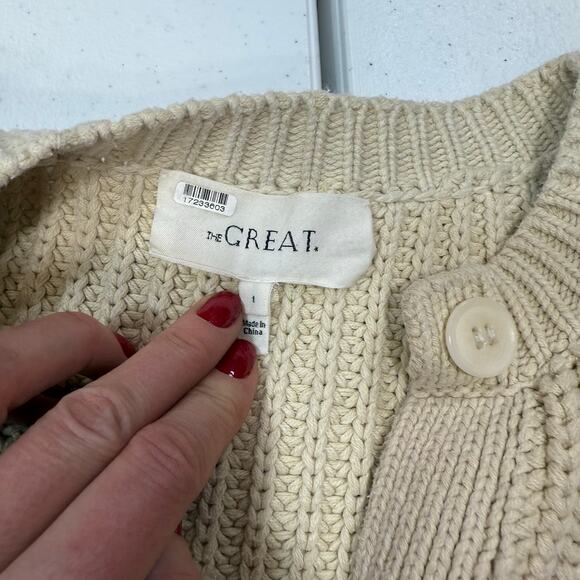 17233603
THE GREAT.
1
Made In
China